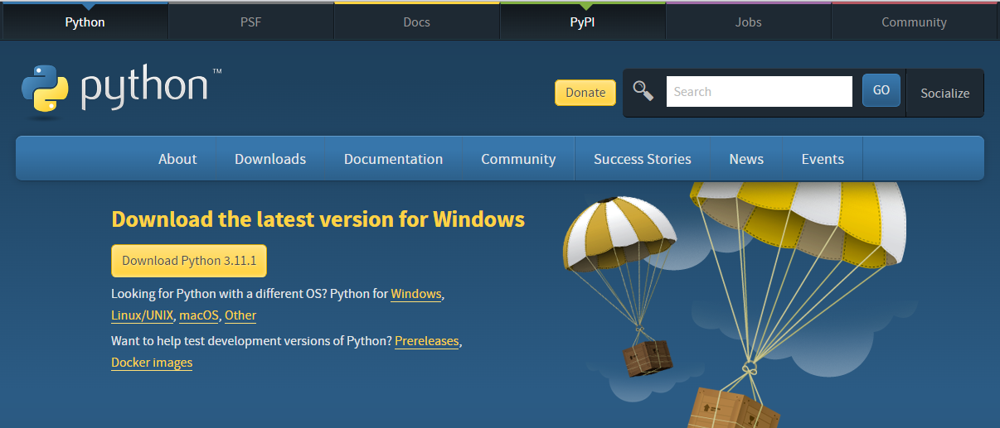 Python PSF Docs PyPI Jobs Community
python™
Donate Search GO Socialize
About Downloads Documentation Community Success Stories News Events
Download the latest version for Windows
Download Python 3.11.1
Looking for Python with a different OS? Python for Windows,
Linux/UNIX, macOS, Other
Want to help test development versions of Python? Prereleases,
Docker images